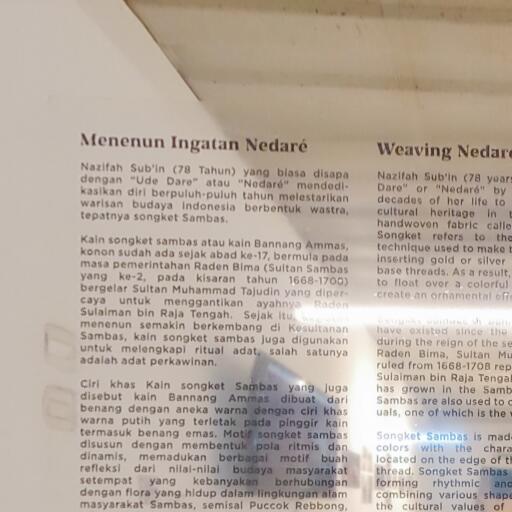 Menenun Ingatan Nedaré
Nazifah Sub'in (78 Tahun) yang biasa disapa
dengan "Ude Dare" atau "Nedaré" mendedi-
kasikan diri berpuluh-puluh tahun melestarikan
warisan budaya Indonesia berbentuk wastra,
tepatnya songket Sambas.
Kain songket sambas atau kain Bannang Ammas,
konon sudah ada sejak abad ke-17, bermula pada
masa pemerintahan Raden Bima (Sultan Sambas
yang ke-2, pada kisaran tahun 1668-1700)
bergelar Sultan Muhammad Tajudin yang diper-
caya untuk menggantikan ayahnya Raden
Sulaiman bin Raja Tengah. Sejak itu,
menenun semakin berkembang di Kesultanan
Sambas, kain songket sambas juga digunakan
untuk melengkapi ritual adat, salah satunya
adalah adat perkawinan.
Ciri khas Kain songket Sambas yang juga
disebut kain Bannang Ammas dibuat dari
benang dengan aneka warna dengan ciri khas
warna putih yang terletak pada pinggir kain
termasuk benang emas. Motif songket sambas
disusun dengan membentuk pola ritmis dan
dinamis, memadukan berbagai motif buah
refleksi dari nilai-nilai budaya masyarakat
setempat yang kebanyakan berhubungan
dengan flora yang hidup dalam lingkungan alam
masyarakat Sambas, semisal Puccok Rebbong,
Weaving Nedar
Nazifah Sub'in (78 year
Dare" or "Nedaré" by
decades of her life to
cultural heritage in t
handwoven fabric calle
Songket refers to the
technique used to make t
inserting gold or silver
base threads. As a result,
to float over a colorful
create an ornamental eff
have existed since the
during the reign of the se
Raden Bima, Sultan Mu
ruled from 1668-1708 rep
Sulaiman bin Raja Tengal
has grown in the Samb
Sambas are also used to c
uals, one of which is the
Songket Sambas is made
colors with the chara
located on the edge of th
thread. Songket Sambas
forming rhythmic and
combining various shape
the cultural values of